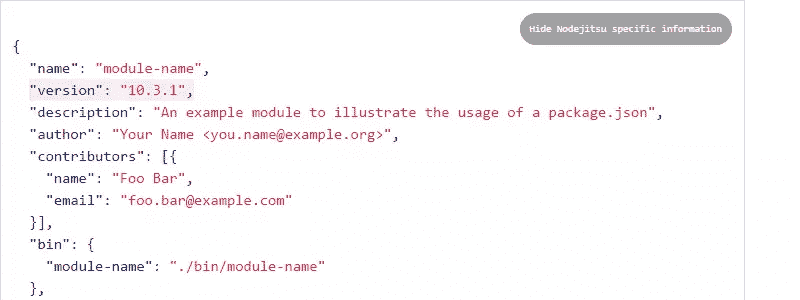 Hide Nodejitsu specific information
{
"name": "module-name",
"version": "10.3.1",
"description": "An example module to illustrate the usage of a package.json",
"author": "Your Name <you.name@example.org>",
"contributors": [{
"name": "Foo Bar",
"email": "foo.bar@example.com"
}],
"bin": {
"module-name": "./bin/module-name"
},